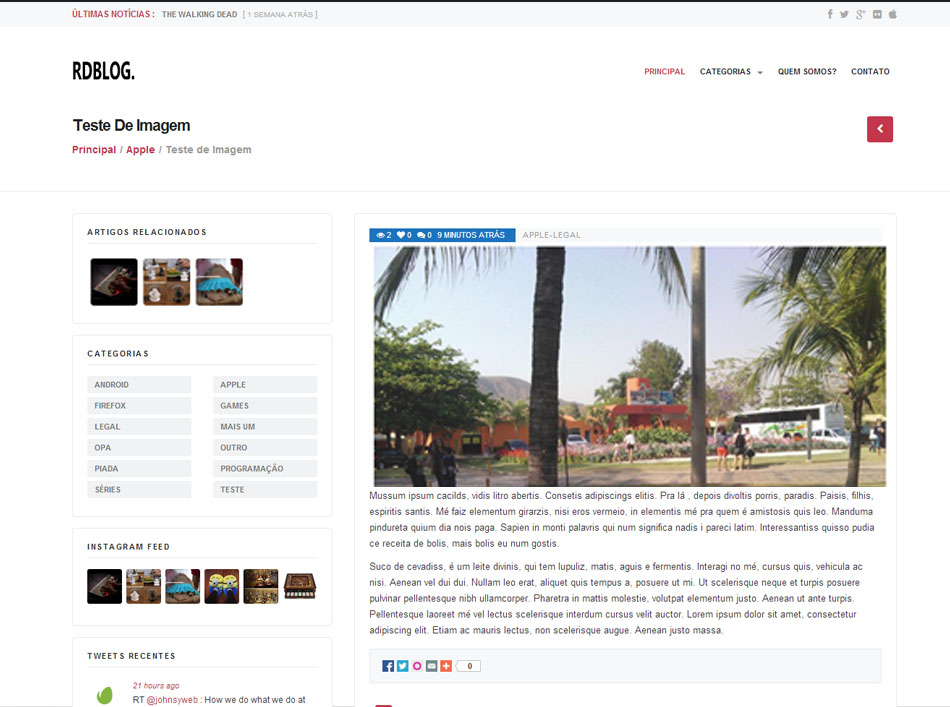 ÚLTIMAS NOTÍCIAS : THE WALKING DEAD [ 1 SEMANA ATRÁS ]
RDBLOG.
PRINCIPAL CATEGORIAS QUEM SOMOS? CONTATO
Teste De Imagem
Principal / Apple / Teste de Imagem
ARTIGOS RELACIONADOS
CATEGORIAS
ANDROID APPLE
FIREFOX GAMES
LEGAL MAIS UM
OPA OUTRO
PIADA PROGRAMAÇÃO
SÉRIES TESTE
INSTAGRAM FEED
TWEETS RECENTES
21 hours ago
RT @johnsyweb : How we do what we do at
2 0 0 9 MINUTOS ATRÁS APPLE-LEGAL
Mussum ipsum cacilds, vidis litro abertis. Consetis adipiscings elitis. Pra lá , depois divoltis porris, paradis. Paisis, filhis,
espiritis santis. Mé faiz elementum girarzis, nisi eros vermeio, in elementis mé pra quem é amistosis quis leo. Manduma
pindureta quium dia nois paga. Sapien in monti palavris qui num significa nadis i pareci latim. Interessantiss quisso pudia
ce receita de bolis, mais bolis eu num gostis.
Suco de cevadiss, é um leite divinis, qui tem lupuliz, matis, aguis e fermentis. Interagi no mé, cursus quis, vehicula ac
nisi. Aenean vel dui dui. Nullam leo erat, aliquet quis tempus a, posuere ut mi. Ut scelerisque neque et turpis posuere
pulvinar pellentesque nibh ullamcorper. Pharetra in mattis molestie, volutpat elementum justo. Aenean ut ante turpis.
Pellentesque laoreet mé vel lectus scelerisque interdum cursus velit auctor. Lorem ipsum dolor sit amet, consectetur
adipiscing elit. Etiam ac mauris lectus, non scelerisque augue. Aenean justo massa.
0